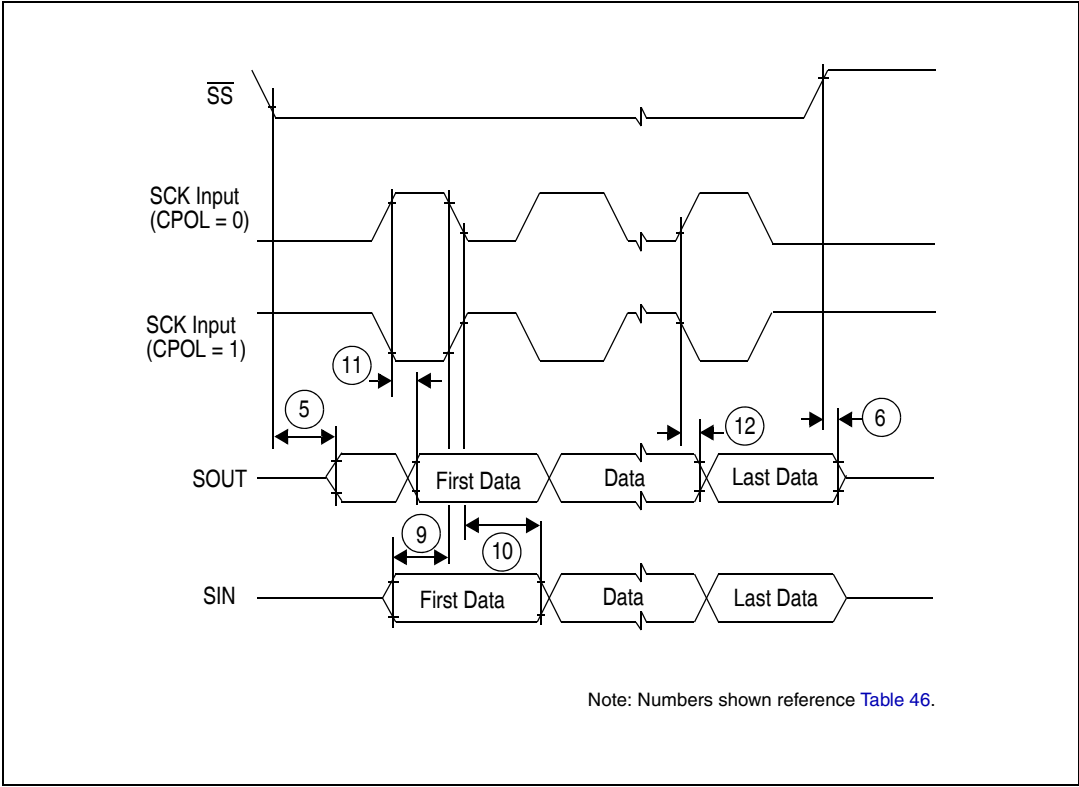 SS
SCK Input
(CPOL = 0)
SCK Input
(CPOL = 1)
11
5
12
6
SOUT
First Data
Data
Last Data
9
10
SIN
First Data
Data
Last Data
Note: Numbers shown reference Table 46.